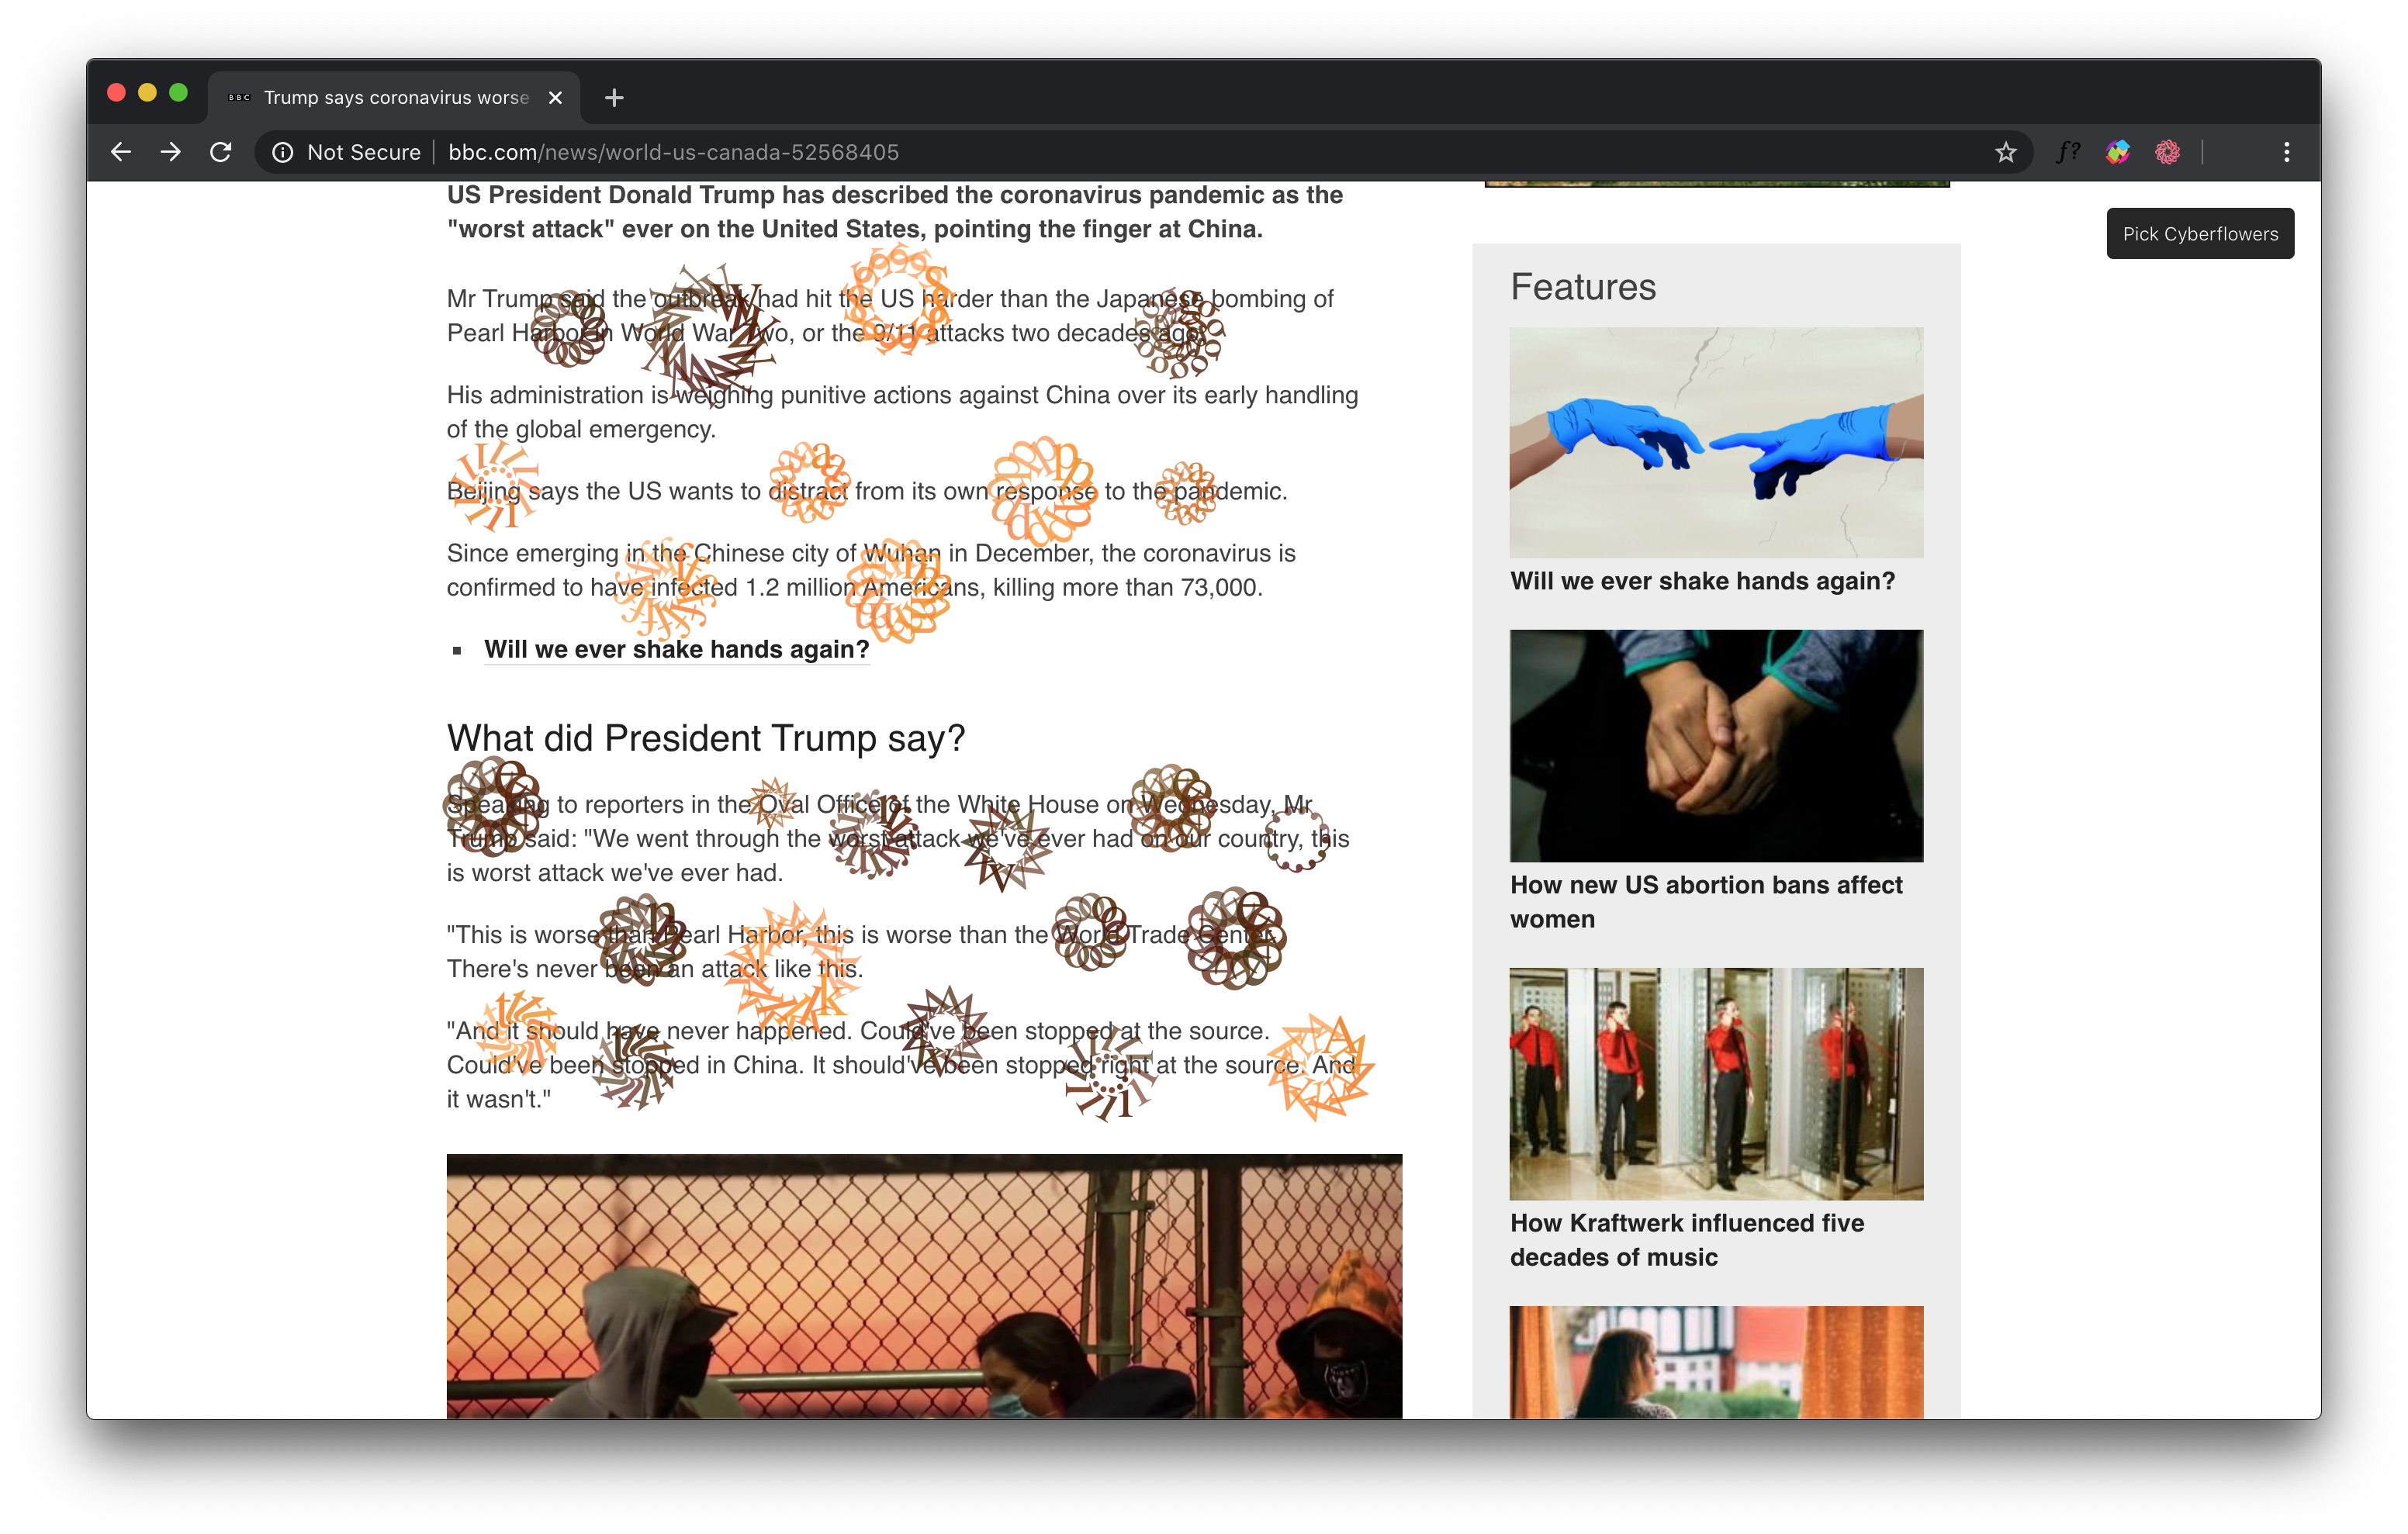 BBC Trump says coronavirus worse
Not Secure bbc.com/news/world-us-canada-52568405 f?
Pick Cyberflowers
US President Donald Trump has described the coronavirus pandemic as the
"worst attack" ever on the United States, pointing the finger at China.
Mr Trump said the outbreak had hit the US harder than the Japanese bombing of
Pearl Harbor in World War Two, or the 9/11 attacks two decades ago.
His administration is weighing punitive actions against China over its early handling
of the global emergency.
Beijing says the US wants to distract from its own response to the pandemic.
Since emerging in the Chinese city of Wuhan in December, the coronavirus is
confirmed to have infected 1.2 million Americans, killing more than 73,000.
Will we ever shake hands again?
What did President Trump say?
Speaking to reporters in the Oval Office of the White House on Wednesday, Mr
Trump said: "We went through the worst attack we've ever had on our country, this
is worst attack we've ever had.
"This is worse than Pearl Harbor, this is worse than the World Trade Center.
There's never been an attack like this.
"And it should have never happened. Could've been stopped at the source.
Could've been stopped in China. It should've been stopped right at the source. And
it wasn't."
Features
Will we ever shake hands again?
How new US abortion bans affect
women
How Kraftwerk influenced five
decades of music